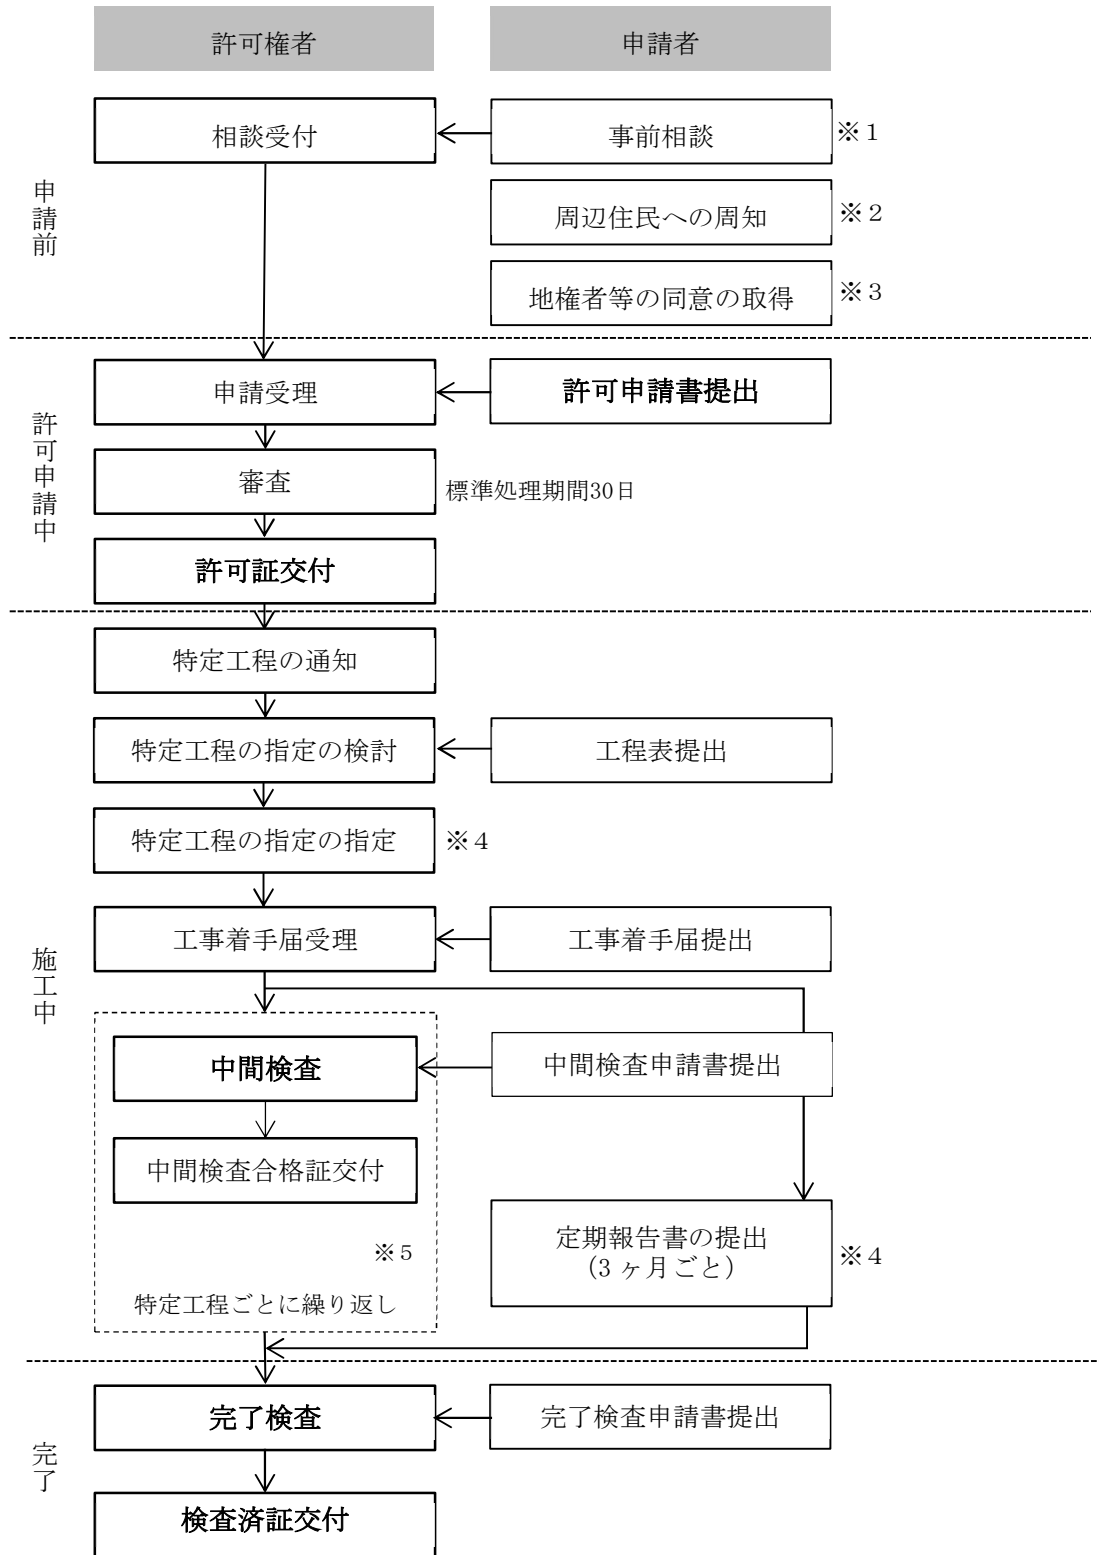 許可権者
申請者
申請前
相談受付
事前相談
※１
周辺住民への周知
※２
地権者等の同意の取得
※３
許可申請中
申請受理
許可申請書提出
審査
標準処理期間30日
許可証交付
施工中
特定工程の通知
特定工程の指定の検討
工程表提出
特定工程の指定の指定
※４
工事着手届受理
工事着手届提出
中間検査
中間検査申請書提出
中間検査合格証交付
※５
特定工程ごとに繰り返し
定期報告書の提出
（3 ヶ月ごと）
※４
完了
完了検査
完了検査申請書提出
検査済証交付